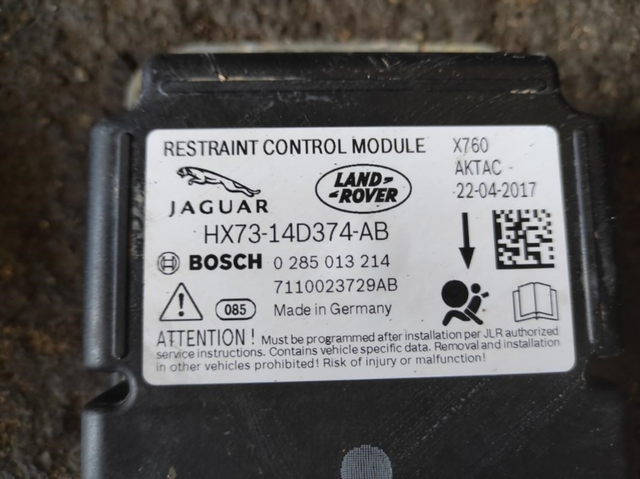 RESTRAINT CONTROL MODULE X760
AKTAC
JAGUAR LAND-ROVER 22-04-2017
HX73-14D374-AB
BOSCH 0 285 013 214
7110023729AB
085 Made in Germany
ATTENTION! Must be programmed after installation per JLR authorized
service instructions. Contains vehicle specific data. Removal and installation
in other vehicles prohibited! Risk of injury or malfunction!